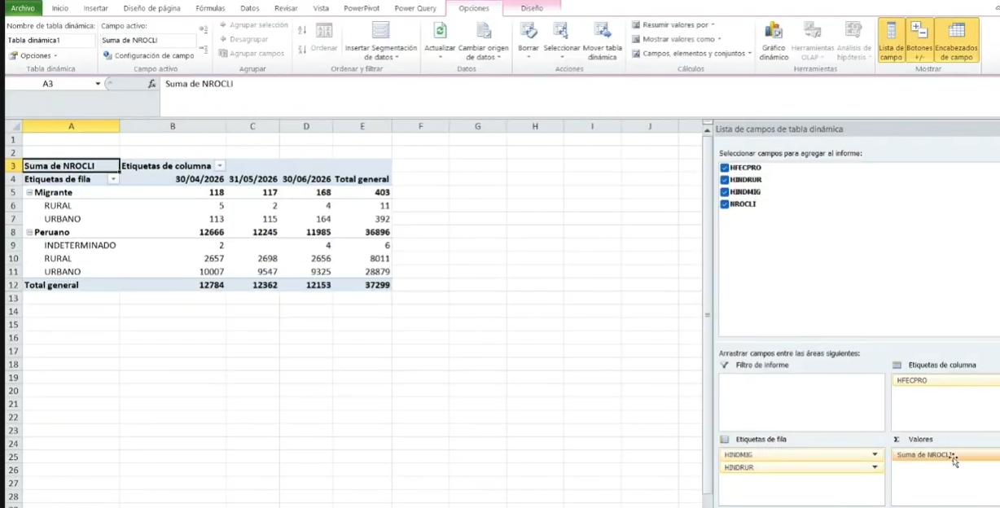 Archivo Inicio Insertar Diseño de página Fórmulas Datos Revisar Vista PowerPivot Power Query Opciones Diseño
Nombre de tabla dinámica: Campo activo:
Tabla dinámica1 Suma de NROCLI
Opciones Configuración de campo
Tabla dinámica Campo activo
Agrupar selección
Desagrupar
Agrupar campos
Agrupar
Ordenar Insertar Segmentación de datos
Ordenar y filtrar
Actualizar Cambiar origen de datos
Datos
Borrar Seleccionar Mover tabla dinámica
Acciones
Resumir valores por
Mostrar valores como
Campos, elementos y conjuntos
Cálculos
Gráfico dinámico Herramientas OLAP Análisis de hipótesis
Herramientas
Lista de campo Botones +/- Encabezados de campo
Mostrar
A3 fx Suma de NROCLI
A B C D E F G H I J
1
2
3 Suma de NROCLI Etiquetas de columna
4 Etiquetas de fila 30/04/2026 31/05/2026 30/06/2026 Total general
5 Migrante 118 117 168 403
6 RURAL 5 2 4 11
7 URBANO 113 115 164 392
8 Peruano 12666 12245 11985 36896
9 INDETERMINADO 2 4 6
10 RURAL 2657 2698 2656 8011
11 URBANO 10007 9547 9325 28879
12 Total general 12784 12362 12153 37299
13
14
15
16
17
18
19
20
21
22
23
24
25
26
27
28
Lista de campos de tabla dinámica
Seleccionar campos para agregar al informe:
HFECPRO
HINDRUR
HINDMIG
NROCLI
Arrastrar campos entre las áreas siguientes:
Filtro de informe Etiquetas de columna
HFECPRO
Etiquetas de fila Σ Valores
HINDMIG Suma de NROCLI
HINDRUR